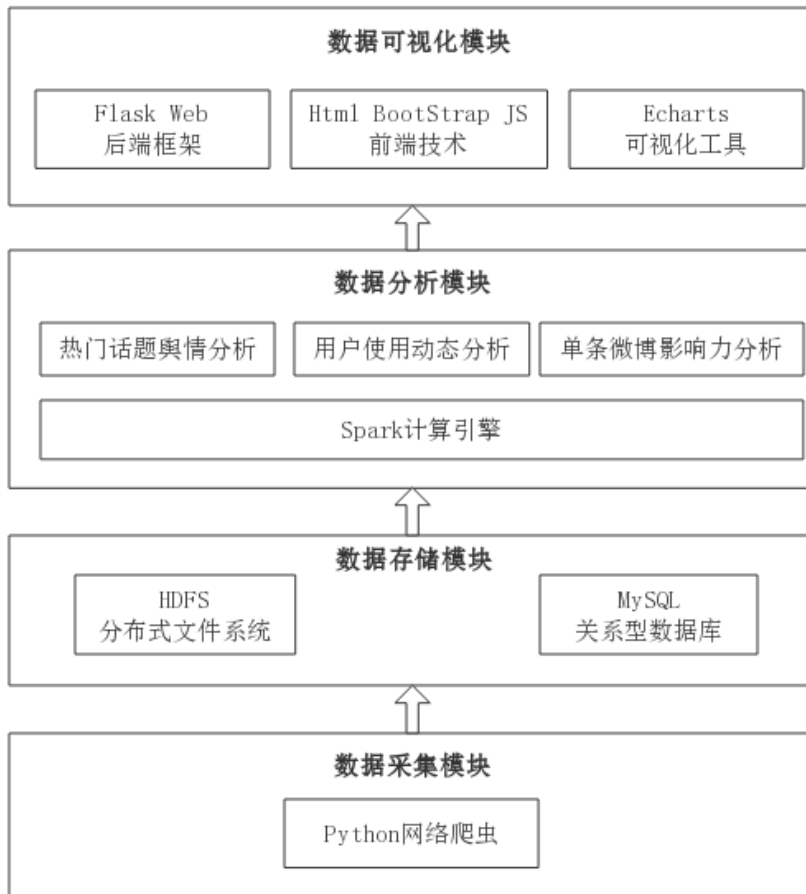 数据可视化模块
Flask Web
后端框架
Html BootStrap JS
前端技术
Echarts
可视化工具
数据分析模块
热门话题舆情分析
用户使用动态分析
单条微博影响力分析
Spark计算引擎
数据存储模块
HDFS
分布式文件系统
MySQL
关系型数据库
数据采集模块
Python网络爬虫